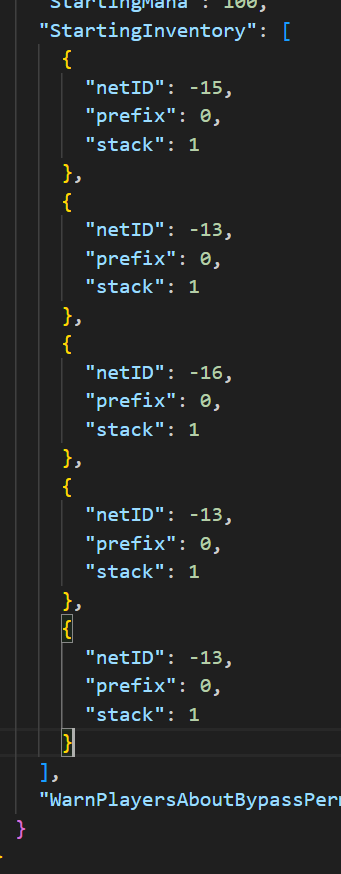 "StartingMana": 100,
"StartingInventory": [
{
"netID": -15,
"prefix": 0,
"stack": 1
},
{
"netID": -13,
"prefix": 0,
"stack": 1
},
{
"netID": -16,
"prefix": 0,
"stack": 1
},
{
"netID": -13,
"prefix": 0,
"stack": 1
},
{
"netID": -13,
"prefix": 0,
"stack": 1
}
],
"WarnPlayersAboutBypassPer
}